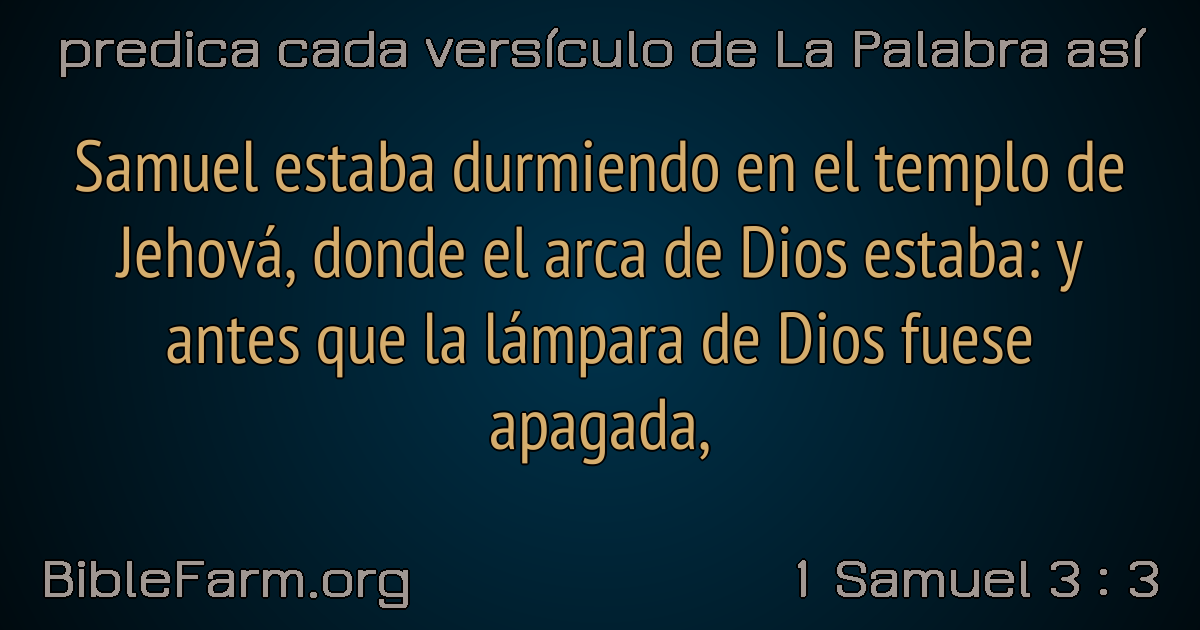 predica cada versículo de La Palabra así
Samuel estaba durmiendo en el templo de
Jehová, donde el arca de Dios estaba: y
antes que la lámpara de Dios fuese
apagada,
BibleFarm.org
1 Samuel 3 : 3